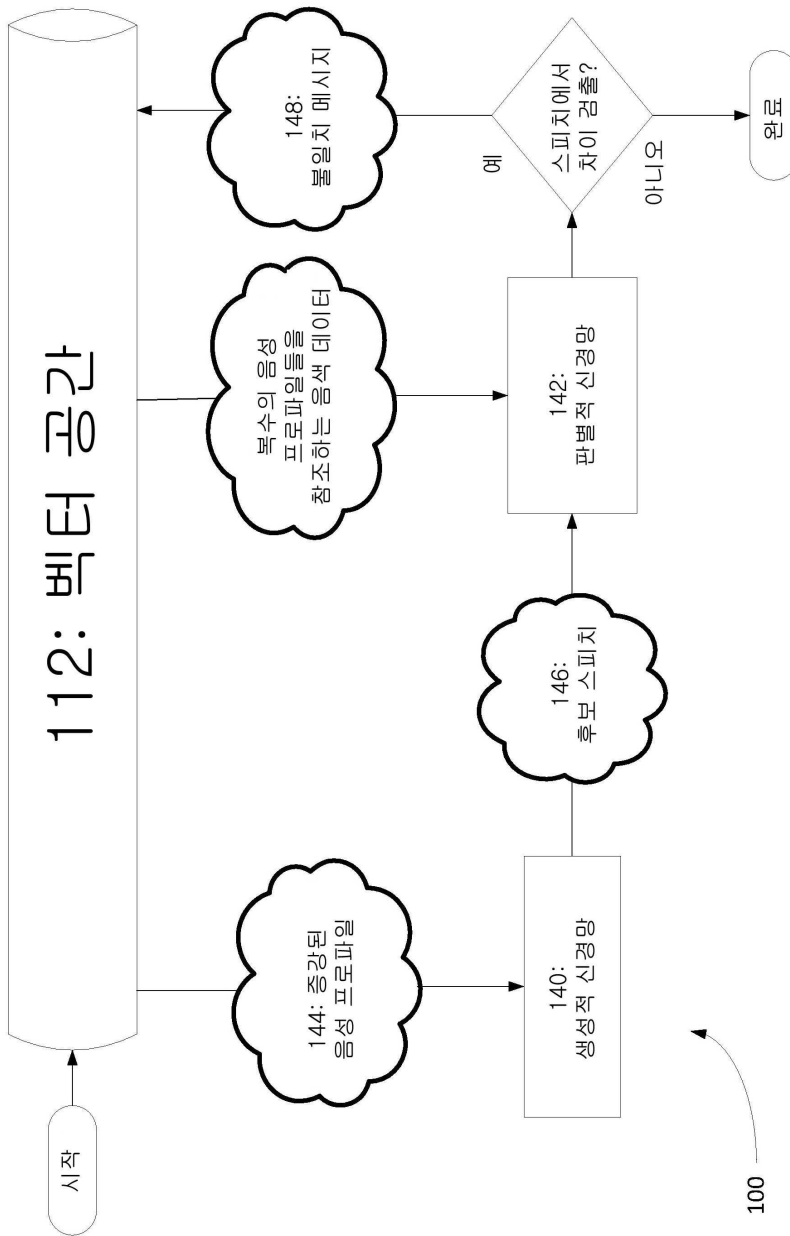 시작
112: 벡터 공간
144: 증강된
음성 프로파일
복수의 음성
프로파일들을
참조하는 음색 데이터
148:
불일치 메시지
140:
생성적 신경망
146:
후보 스피치
142:
판별적 신경망
스피치에서
차이 검출?
예
아니오
완료
100